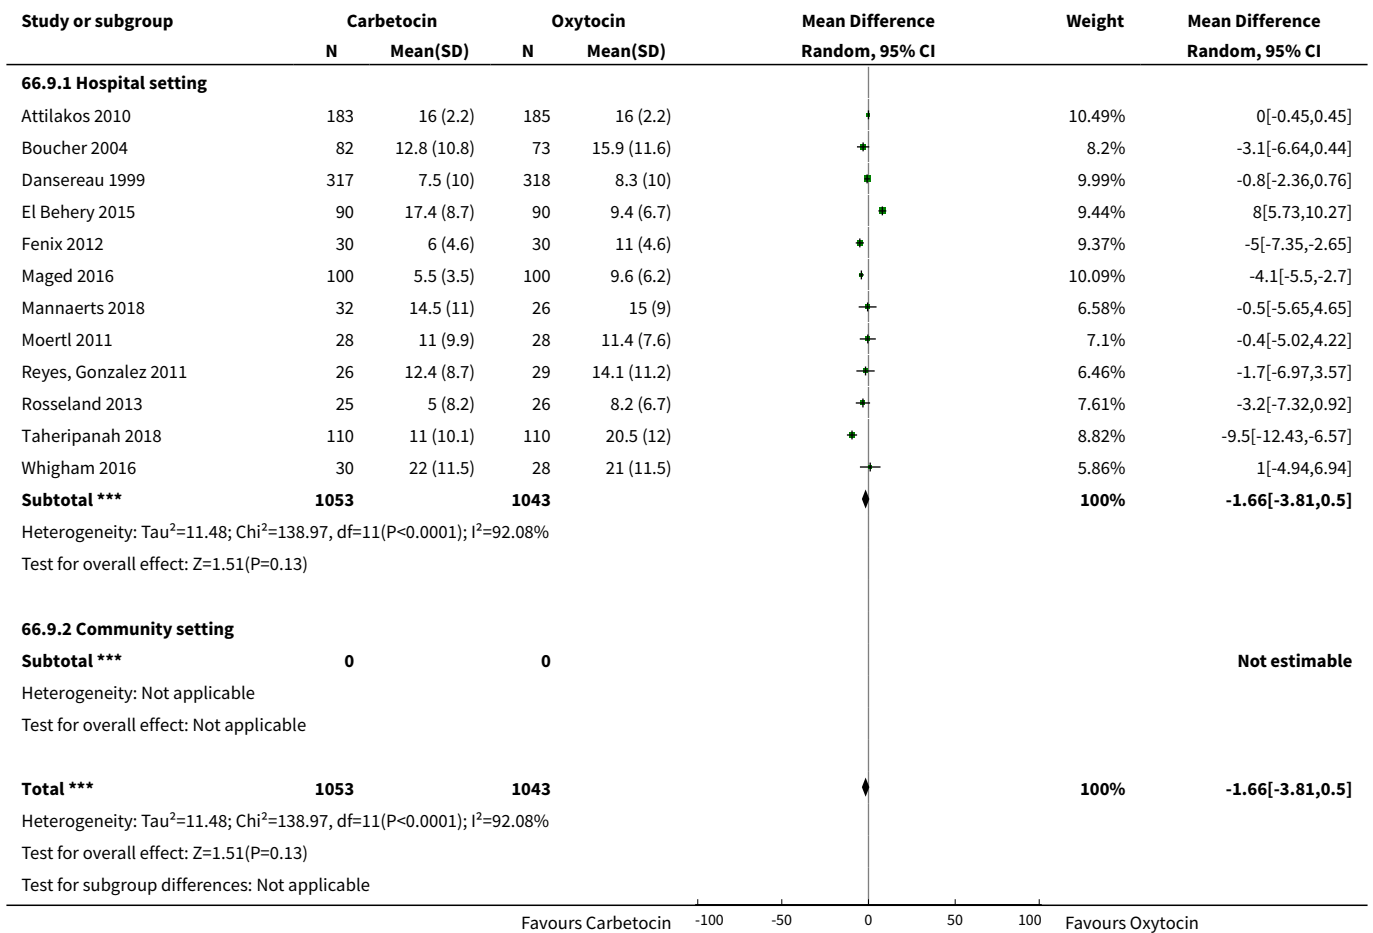 Study or subgroup Carbetocin Oxytocin Mean Difference Weight Mean Difference
N Mean(SD) N Mean(SD) Random, 95% CI Random, 95% CI
66.9.1 Hospital setting
Attilakos 2010 183 16 (2.2) 185 16 (2.2) 10.49% 0[-0.45,0.45]
Boucher 2004 82 12.8 (10.8) 73 15.9 (11.6) 8.2% -3.1[-6.64,0.44]
Dansereau 1999 317 7.5 (10) 318 8.3 (10) 9.99% -0.8[-2.36,0.76]
El Behery 2015 90 17.4 (8.7) 90 9.4 (6.7) 9.44% 8[5.73,10.27]
Fenix 2012 30 6 (4.6) 30 11 (4.6) 9.37% -5[-7.35,-2.65]
Maged 2016 100 5.5 (3.5) 100 9.6 (6.2) 10.09% -4.1[-5.5,-2.7]
Mannaerts 2018 32 14.5 (11) 26 15 (9) 6.58% -0.5[-5.65,4.65]
Moertl 2011 28 11 (9.9) 28 11.4 (7.6) 7.1% -0.4[-5.02,4.22]
Reyes, Gonzalez 2011 26 12.4 (8.7) 29 14.1 (11.2) 6.46% -1.7[-6.97,3.57]
Rosseland 2013 25 5 (8.2) 26 8.2 (6.7) 7.61% -3.2[-7.32,0.92]
Taheripanah 2018 110 11 (10.1) 110 20.5 (12) 8.82% -9.5[-12.43,-6.57]
Whigham 2016 30 22 (11.5) 28 21 (11.5) 5.86% 1[-4.94,6.94]
Subtotal *** 1053 1043 100% -1.66[-3.81,0.5]
Heterogeneity: Tau²=11.48; Chi²=138.97, df=11(P<0.0001); I²=92.08%
Test for overall effect: Z=1.51(P=0.13)
66.9.2 Community setting
Subtotal *** 0 0 Not estimable
Heterogeneity: Not applicable
Test for overall effect: Not applicable
Total *** 1053 1043 100% -1.66[-3.81,0.5]
Heterogeneity: Tau²=11.48; Chi²=138.97, df=11(P<0.0001); I²=92.08%
Test for overall effect: Z=1.51(P=0.13)
Test for subgroup differences: Not applicable
Favours Carbetocin -100 -50 0 50 100 Favours Oxytocin